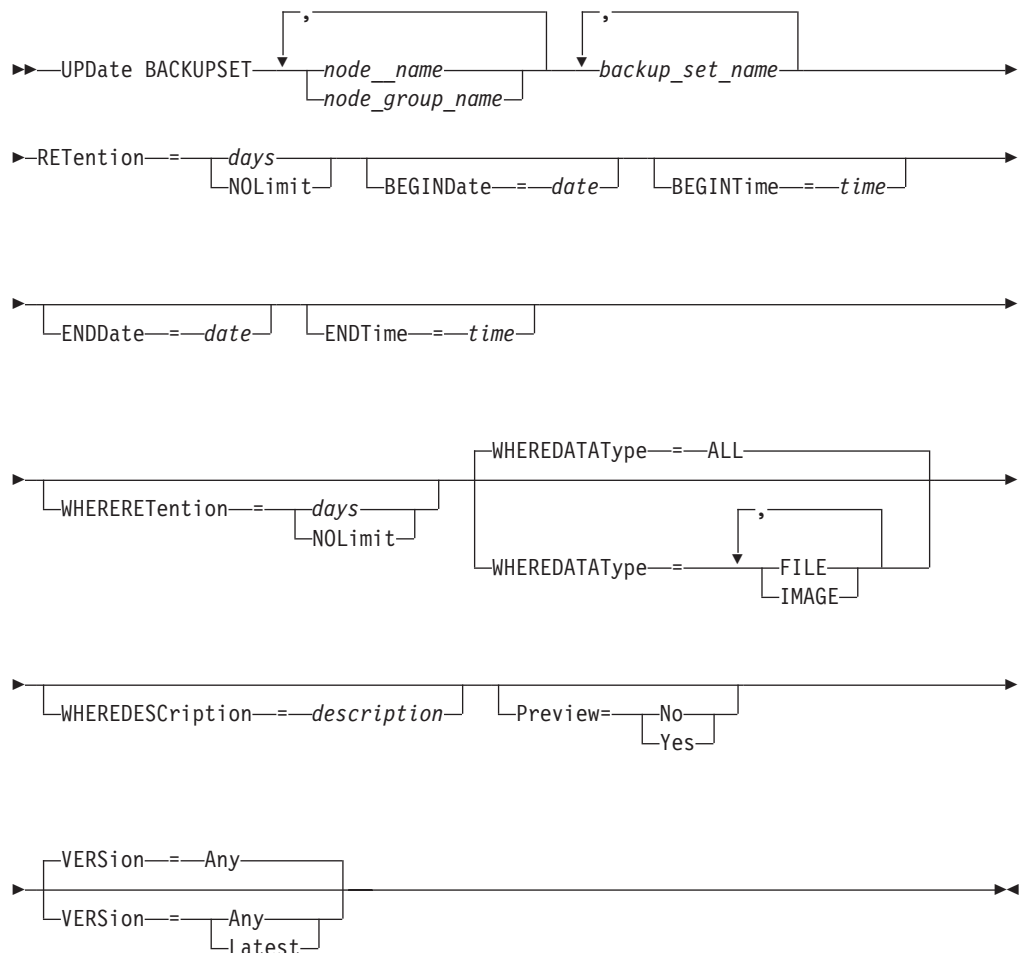 , ,
UPDate BACKUPSET node__name backup_set_name
node_group_name
RETention = days
NOLimit BEGINDate = date BEGINTime = time
ENDDate = date ENDTime = time
WHEREDATAType = ALL
WHERERETention = days ,
NOLimit WHEREDATAType = FILE
IMAGE
WHEREDESCription = description Preview= No
Yes
VERSion = Any
VERSion = Any
Latest